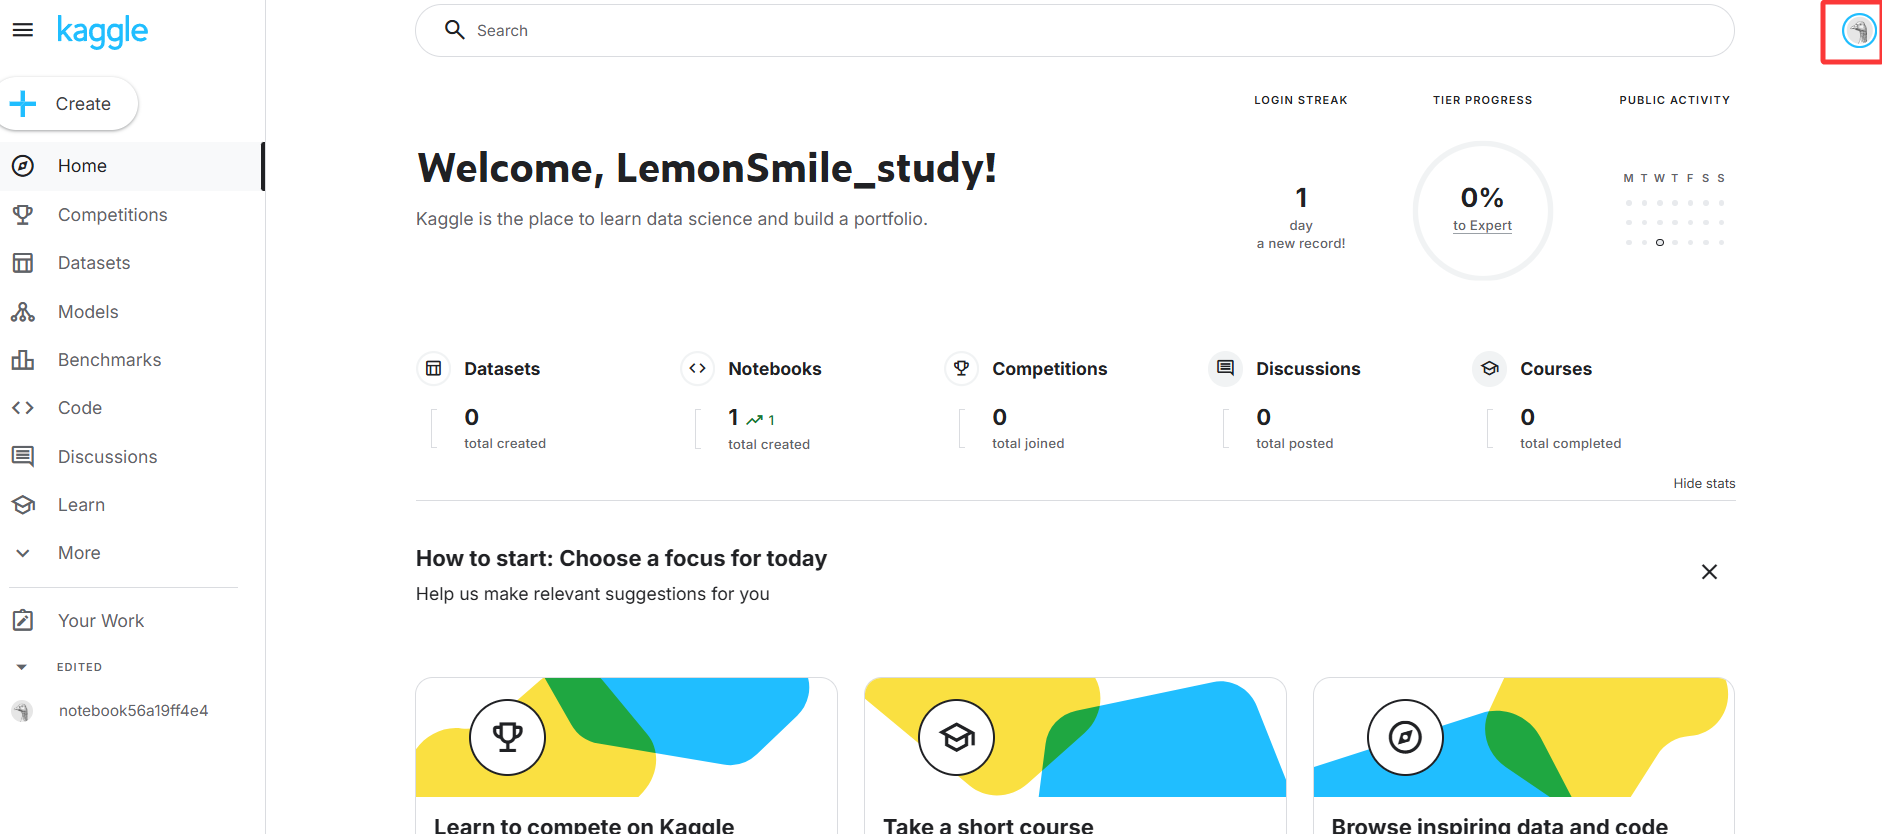 kaggle
Search
Create
Home
Competitions
Datasets
Models
Benchmarks
Code
Discussions
Learn
More
Your Work
EDITED
notebook56a19ff4e4
LOGIN STREAK
TIER PROGRESS
PUBLIC ACTIVITY
Welcome, LemonSmile_study!
Kaggle is the place to learn data science and build a portfolio.
1
day
a new record!
0%
to Expert
M T W T F S S
Datasets
0
total created
Notebooks
1 1
total created
Competitions
0
total joined
Discussions
0
total posted
Courses
0
total completed
Hide stats
How to start: Choose a focus for today
Help us make relevant suggestions for you
Learn to compete on Kaggle
Take a short course
Browse inspiring data and code